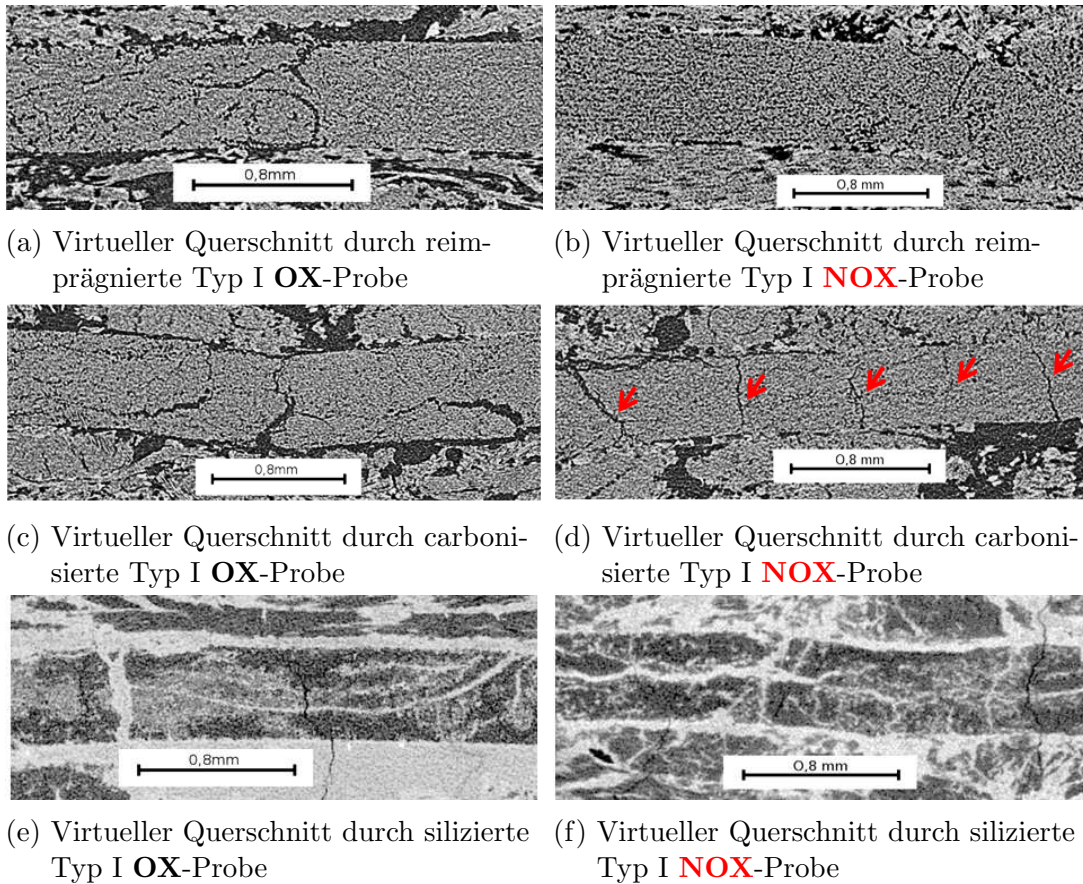 0,8mm
0,8 mm
(a) Virtueller Querschnitt durch reim-
prägnierte Typ I OX-Probe
(b) Virtueller Querschnitt durch reim-
prägnierte Typ I NOX-Probe
0,8mm
0,8 mm
(c) Virtueller Querschnitt durch carboni-
sierte Typ I OX-Probe
(d) Virtueller Querschnitt durch carboni-
sierte Typ I NOX-Probe
0,8mm
0,8 mm
(e) Virtueller Querschnitt durch silizierte
Typ I OX-Probe
(f) Virtueller Querschnitt durch silizierte
Typ I NOX-Probe